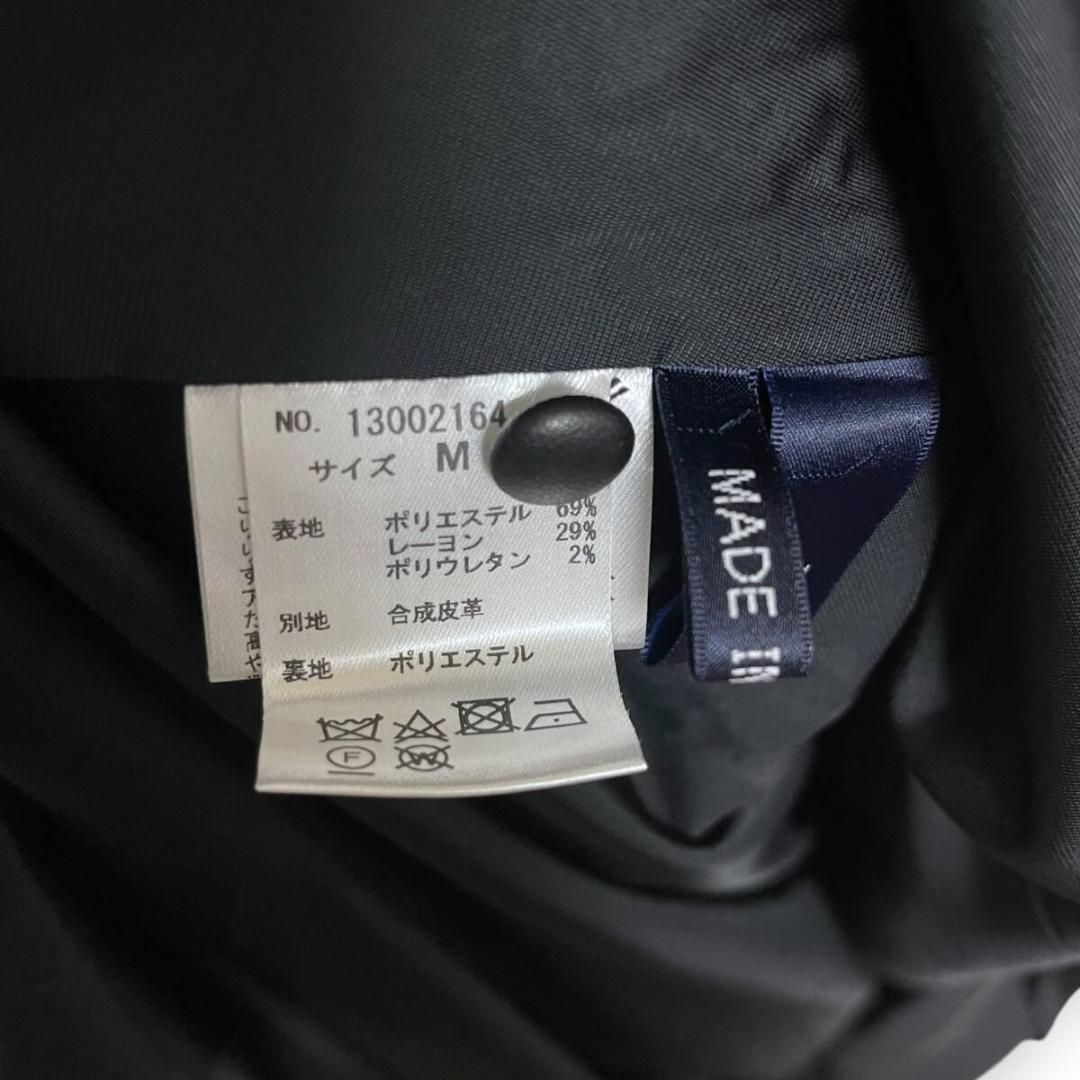 NO. 13002164
サイズ M
表地 ポリエステル 69%
レーヨン 29%
ポリウレタン 2%
別地 合成皮革
裏地 ポリエステル
F
W
MADE IN